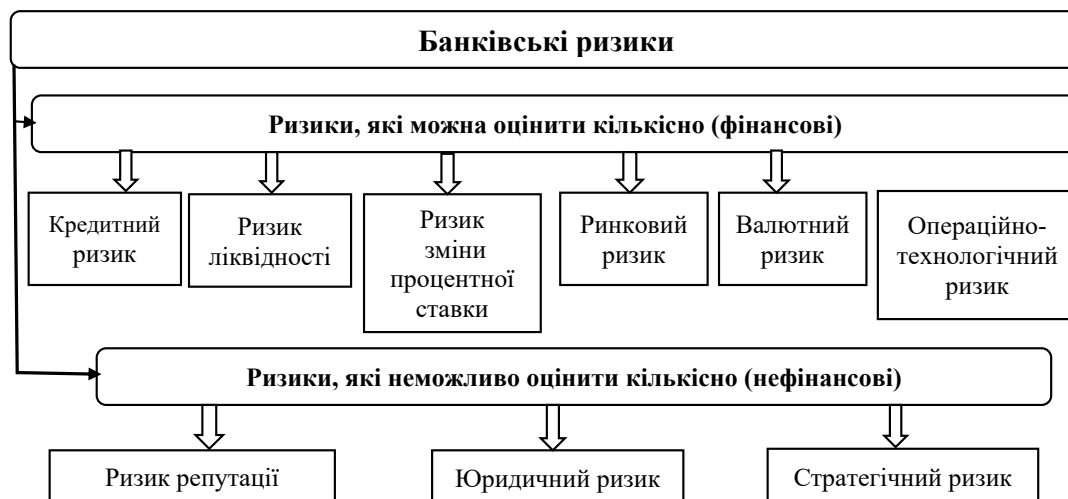 Банківські ризики
Ризики, які можна оцінити кількісно (фінансові)
Кредитний
ризик
Ризик
ліквідності
Ризик
зміни
процентної
ставки
Ринковий
ризик
Валютний
ризик
Операційно-
технологічний
ризик
Ризики, які неможливо оцінити кількісно (нефінансові)
Ризик репутації
Юридичний ризик
Стратегічний ризик